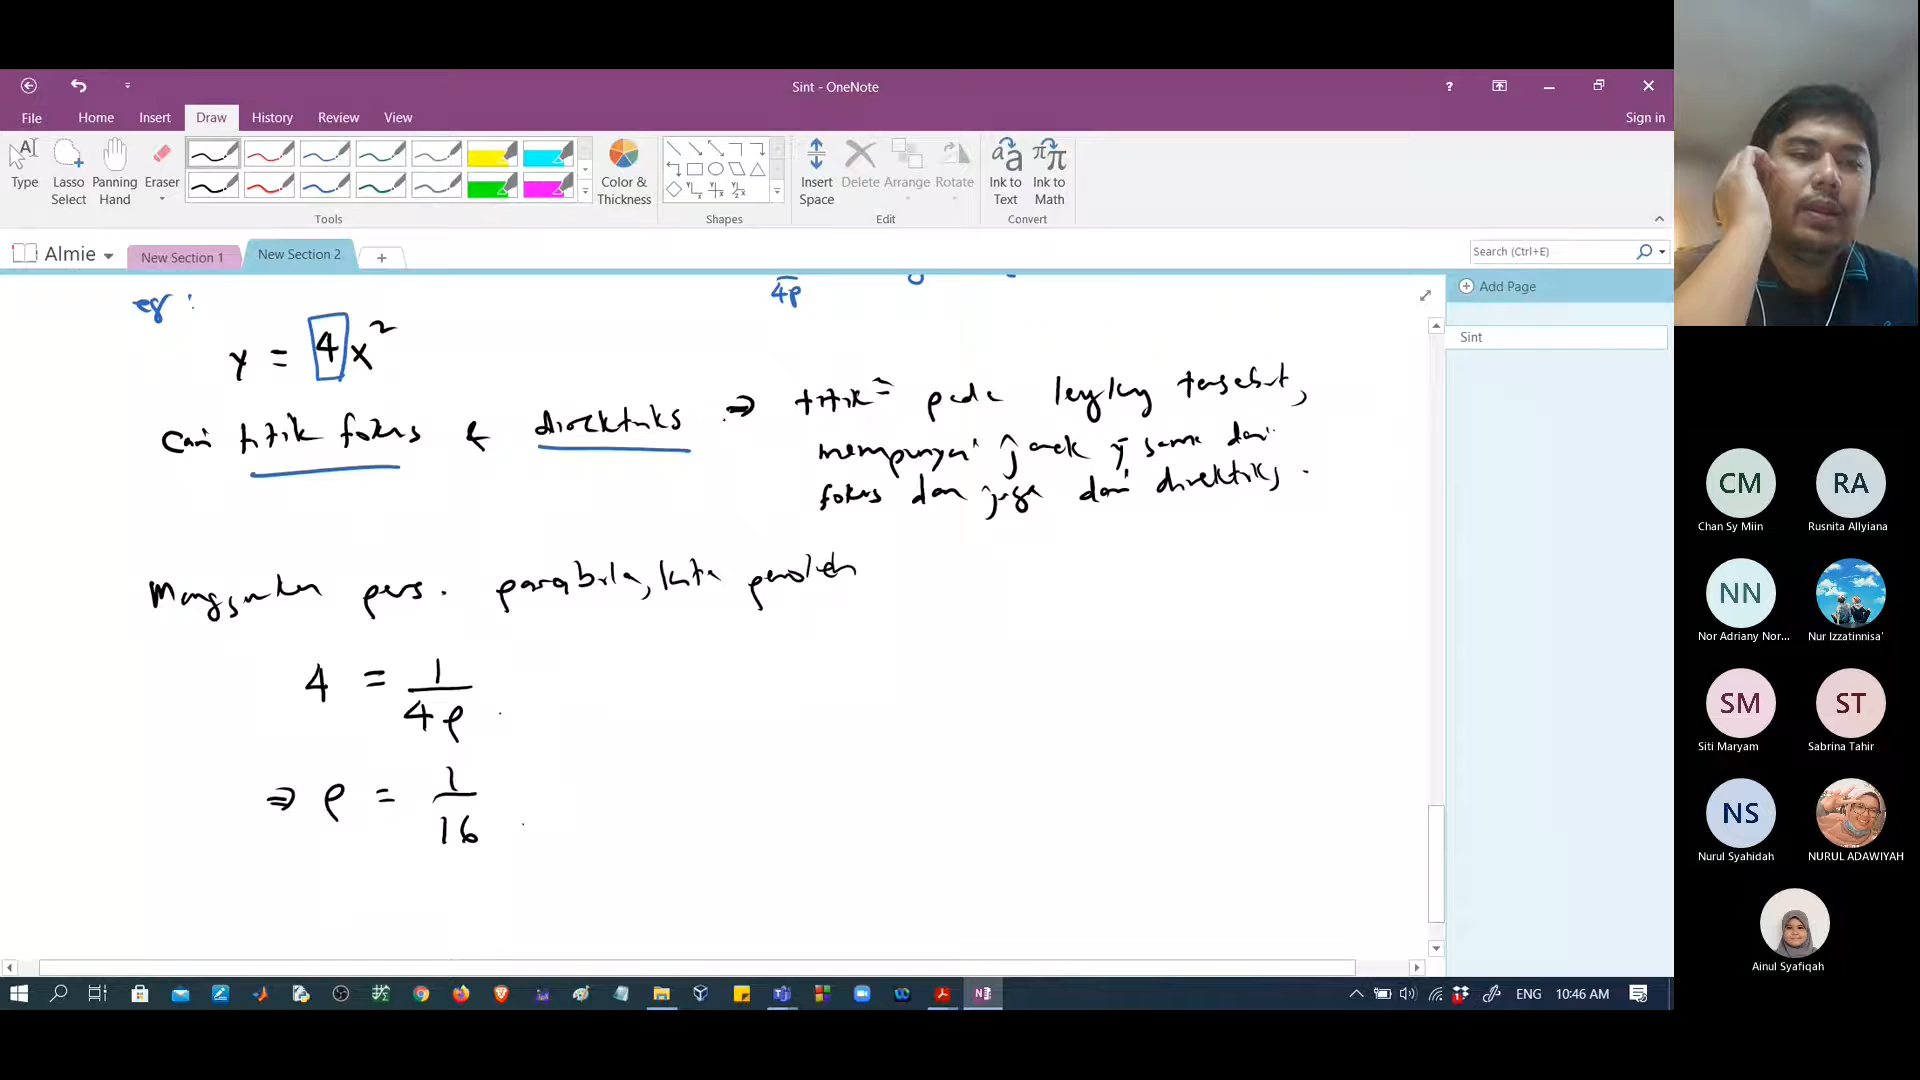 Sint - OneNote
?
File
Home
Insert
Draw
History
Review
View
Sign in
Type
Lasso Select
Panning Hand
Eraser
Color & Thickness
Insert Space
Delete
Arrange
Rotate
Ink to Text
Ink to Math
Tools
Shapes
Edit
Convert
Almie
New Section 1
New Section 2
+
Search (Ctrl+E)
Add Page
Sint
4p
eg :
y = 4x²
Cari titik fokus & direktriks ⇒ titik² pada lengkung tersebut,
mempunyai jarak yg sama dari
fokus dan juga dari direktriks.
Menggunakan pers. parabola, kita peroleh
4 = 1/4p
⇒ p = 1/16
CM
Chan Sy Miin
RA
Rusnita Allyiana
NN
Nor Adriany Nor...
Nur Izzatinnisa'
SM
Siti Maryam
ST
Sabrina Tahir
NS
Nurul Syahidah
NURUL ADAWIYAH
Ainul Syafiqah
ENG
10:46 AM